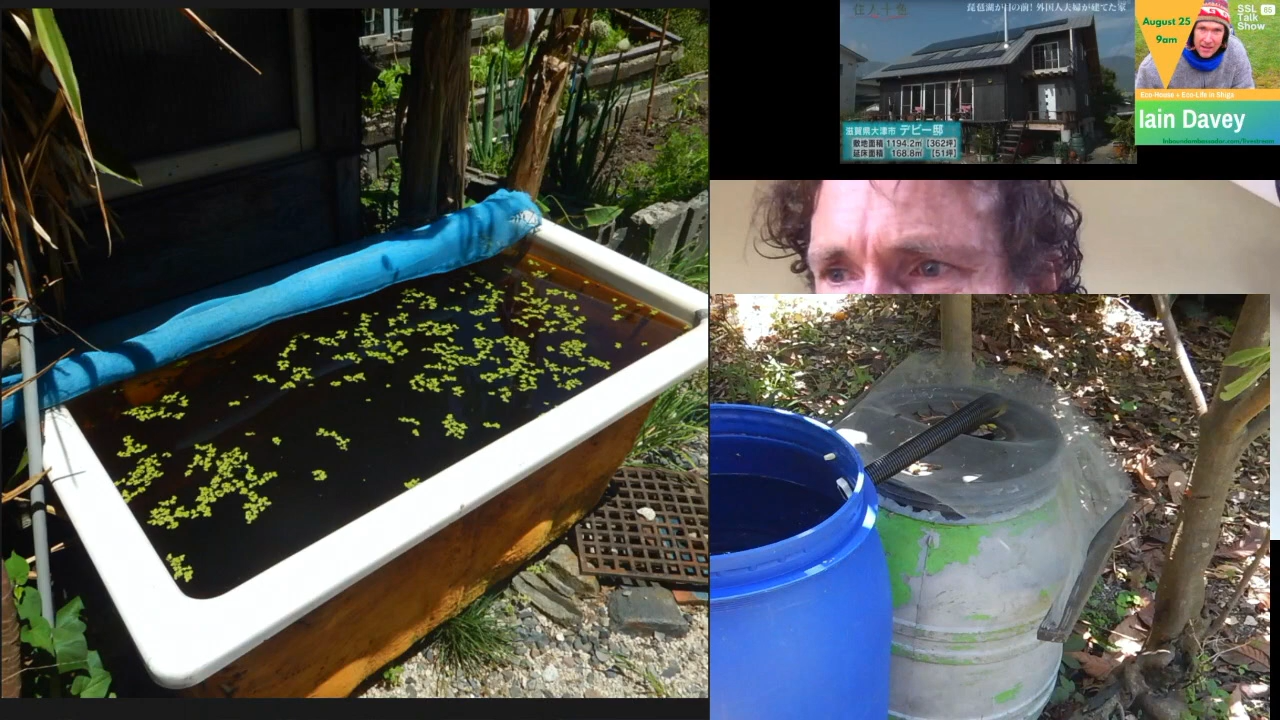 住人十色
琵琶湖が目の前! 外国人夫婦が建てた家
滋賀県大津市 デビー邸
敷地面積 1194.2㎡ [362坪]
延床面積 168.8㎡ [51坪]
August 25
9am
SSL 86
Talk
Show
Eco-House + Eco-Life in Shiga
Iain Davey